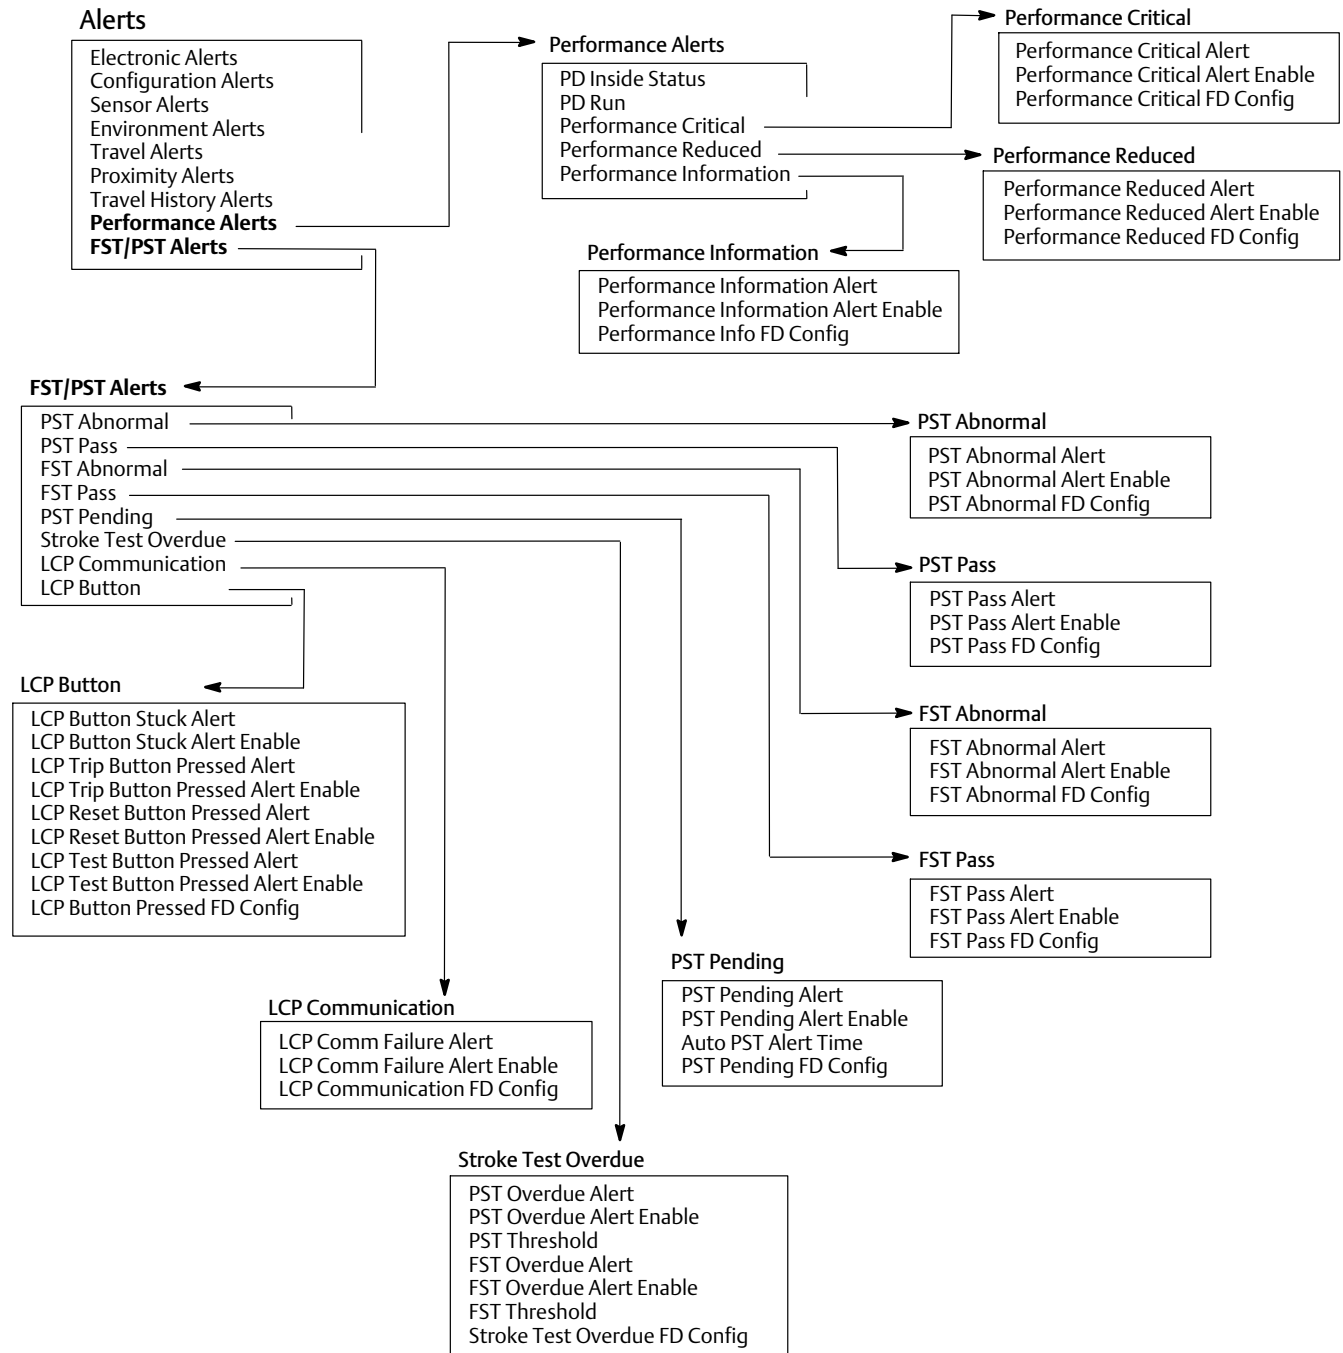 Alerts
Electronic Alerts
Configuration Alerts
Sensor Alerts
Environment Alerts
Travel Alerts
Proximity Alerts
Travel History Alerts
Performance Alerts
FST/PST Alerts
Performance Alerts
PD Inside Status
PD Run
Performance Critical
Performance Reduced
Performance Information
Performance Critical
Performance Critical Alert
Performance Critical Alert Enable
Performance Critical FD Config
Performance Reduced
Performance Reduced Alert
Performance Reduced Alert Enable
Performance Reduced FD Config
Performance Information
Performance Information Alert
Performance Information Alert Enable
Performance Info FD Config
FST/PST Alerts
PST Abnormal
PST Pass
FST Abnormal
FST Pass
PST Pending
Stroke Test Overdue
LCP Communication
LCP Button
PST Abnormal
PST Abnormal Alert
PST Abnormal Alert Enable
PST Abnormal FD Config
PST Pass
PST Pass Alert
PST Pass Alert Enable
PST Pass FD Config
FST Abnormal
FST Abnormal Alert
FST Abnormal Alert Enable
FST Abnormal FD Config
FST Pass
FST Pass Alert
FST Pass Alert Enable
FST Pass FD Config
LCP Button
LCP Button Stuck Alert
LCP Button Stuck Alert Enable
LCP Trip Button Pressed Alert
LCP Trip Button Pressed Alert Enable
LCP Reset Button Pressed Alert
LCP Reset Button Pressed Alert Enable
LCP Test Button Pressed Alert
LCP Test Button Pressed Alert Enable
LCP Button Pressed FD Config
PST Pending
PST Pending Alert
PST Pending Alert Enable
Auto PST Alert Time
PST Pending FD Config
LCP Communication
LCP Comm Failure Alert
LCP Comm Failure Alert Enable
LCP Communication FD Config
Stroke Test Overdue
PST Overdue Alert
PST Overdue Alert Enable
PST Threshold
FST Overdue Alert
FST Overdue Alert Enable
FST Threshold
Stroke Test Overdue FD Config